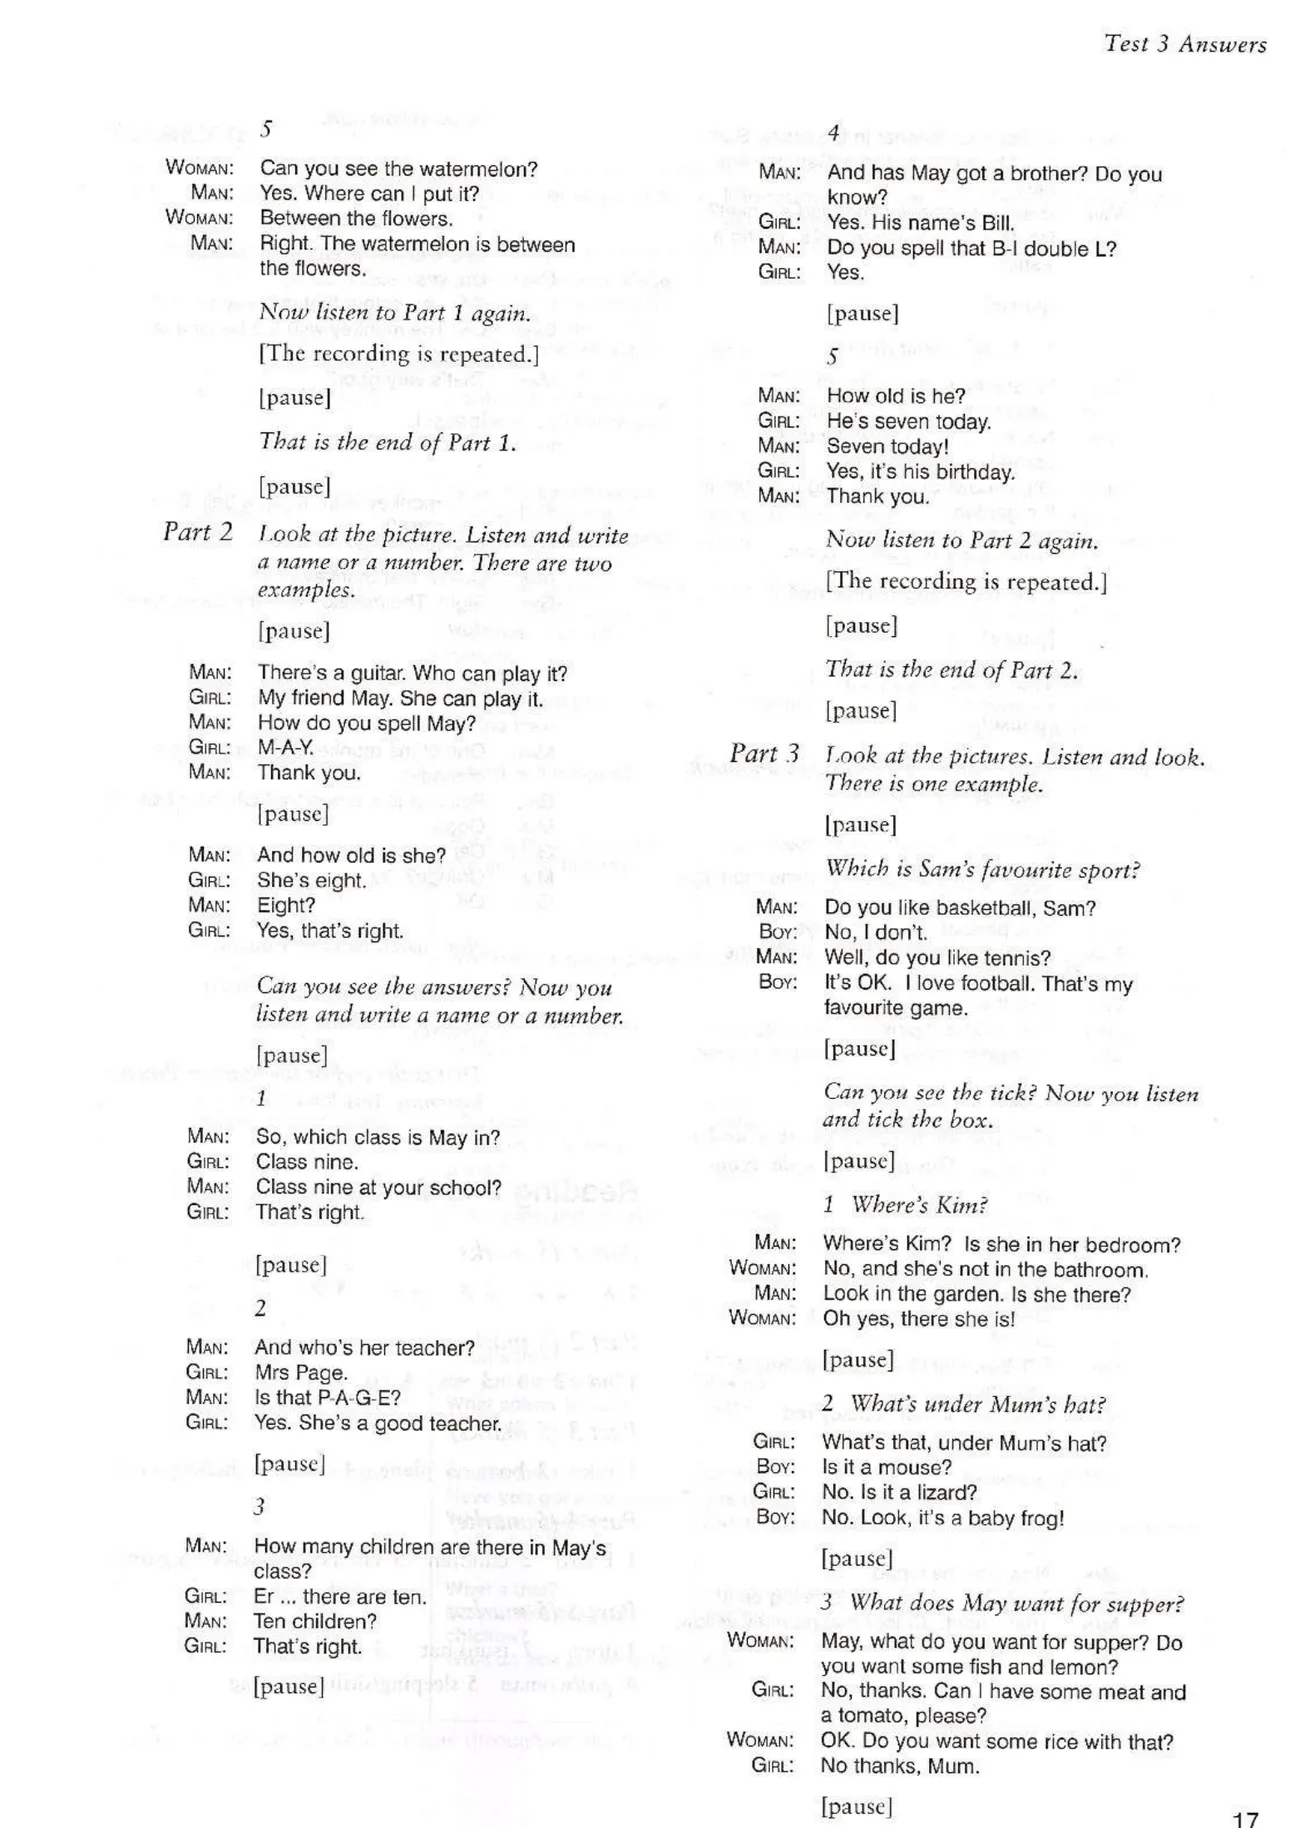 Test 3 Answers
5
WOMAN: Can you see the watermelon?
MAN: Yes. Where can I put it?
WOMAN: Between the flowers.
MAN: Right. The watermelon is between
the flowers.
Now listen to Part 1 again.
[The recording is repeated.]
[pause]
That is the end of Part 1.
[pause]
Part 2 Look at the picture. Listen and write
a name or a number. There are two
examples.
[pause]
MAN: There's a guitar. Who can play it?
GIRL: My friend May. She can play it.
MAN: How do you spell May?
GIRL: M-A-Y.
MAN: Thank you.
[pause]
MAN: And how old is she?
GIRL: She's eight.
MAN: Eight?
GIRL: Yes, that's right.
Can you see the answers? Now you
listen and write a name or a number.
[pause]
1
MAN: So, which class is May in?
GIRL: Class nine.
MAN: Class nine at your school?
GIRL: That's right.
[pause]
2
MAN: And who's her teacher?
GIRL: Mrs Page.
MAN: Is that P-A-G-E?
GIRL: Yes. She's a good teacher.
[pause]
3
MAN: How many children are there in May's
class?
GIRL: Er ... there are ten.
MAN: Ten children?
GIRL: That's right.
[pause]
4
MAN: And has May got a brother? Do you
know?
GIRL: Yes. His name's Bill.
MAN: Do you spell that B-I double L?
GIRL: Yes.
[pause]
5
MAN: How old is he?
GIRL: He's seven today.
MAN: Seven today!
GIRL: Yes, it's his birthday.
MAN: Thank you.
Now listen to Part 2 again.
[The recording is repeated.]
[pause]
That is the end of Part 2.
[pause]
Part 3 Look at the pictures. Listen and look.
There is one example.
[pause]
Which is Sam's favourite sport?
MAN: Do you like basketball, Sam?
BOY: No, I don't.
MAN: Well, do you like tennis?
BOY: It's OK. I love football. That's my
favourite game.
[pause]
Can you see the tick? Now you listen
and tick the box.
[pause]
1 Where's Kim?
MAN: Where's Kim? Is she in her bedroom?
WOMAN: No, and she's not in the bathroom.
MAN: Look in the garden. Is she there?
WOMAN: Oh yes, there she is!
[pause]
2 What's under Mum's hat?
GIRL: What's that, under Mum's hat?
BOY: Is it a mouse?
GIRL: No. Is it a lizard?
BOY: No. Look, it's a baby frog!
[pause]
3 What does May want for supper?
WOMAN: May, what do you want for supper? Do
you want some fish and lemon?
GIRL: No, thanks. Can I have some meat and
a tomato, please?
WOMAN: OK. Do you want some rice with that?
GIRL: No thanks, Mum.
[pause]
17